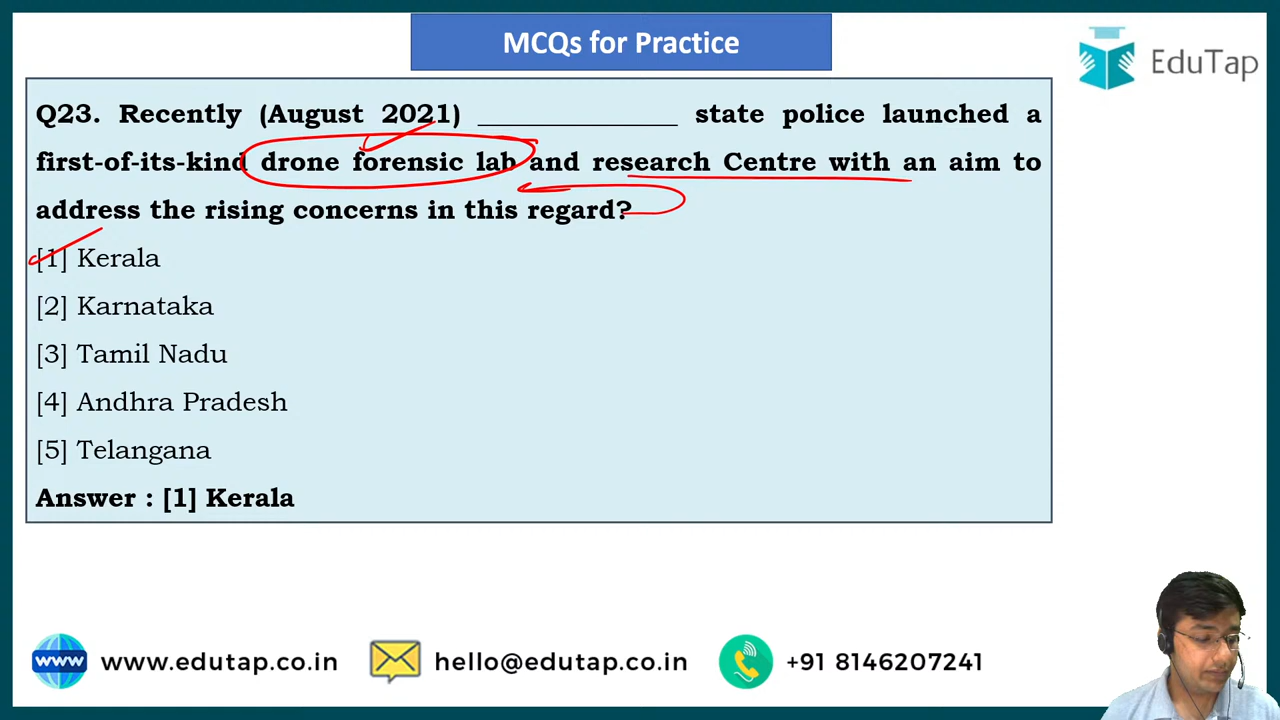 MCQs for Practice
EduTap
Q23. Recently (August 2021) ______________ state police launched a
first-of-its-kind drone forensic lab and research Centre with an aim to
address the rising concerns in this regard?
[1] Kerala
[2] Karnataka
[3] Tamil Nadu
[4] Andhra Pradesh
[5] Telangana
Answer : [1] Kerala
www www.edutap.co.in hello@edutap.co.in +91 8146207241